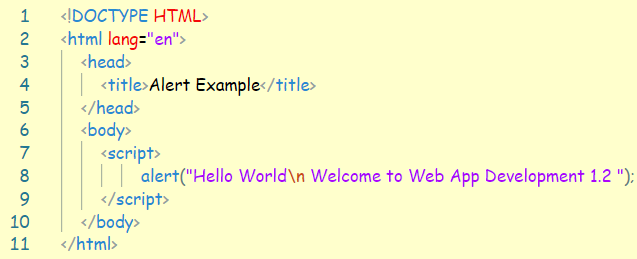 1 <!DOCTYPE HTML>
2 <html lang="en">
3 <head>
4 <title>Alert Example</title>
5 </head>
6 <body>
7 <script>
8 alert("Hello World\n Welcome to Web App Development 1.2 ");
9 </script>
10 </body>
11 </html>